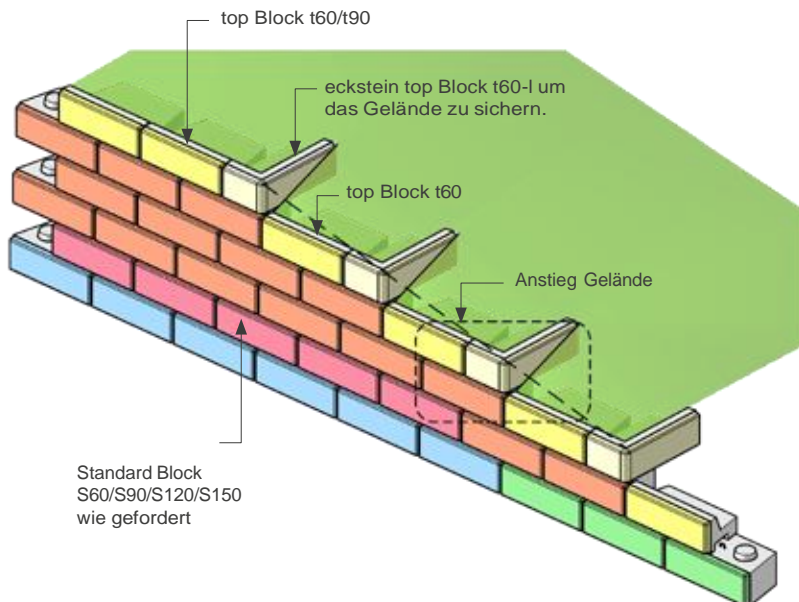 top Block t60/t90
eckstein top Block t60-l um
das Gelände zu sichern.
top Block t60
Anstieg Gelände
Standard Block
S60/S90/S120/S150
wie gefordert